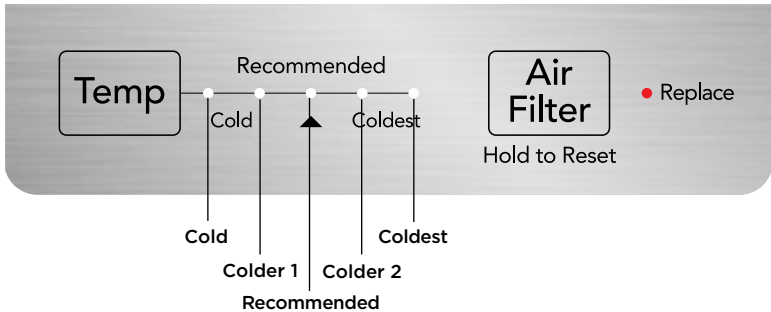 Temp
Recommended
Cold
Coldest
Air
Filter
Hold to Reset
Replace
Cold
Coldest
Colder 1
Colder 2
Recommended